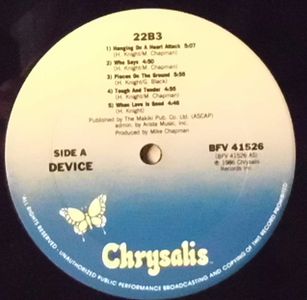 22B3
1) Hanging On A Heart Attack 5:07
(H. Knight/M. Chapman)
2) Who Says 4:50
(H. Knight/M. Chapman)
3) Pieces On The Ground 5:55
(H. Knight/G. Black)
4) Tough And Tender 4:55
(H. Knight/M. Chapman)
5) When Love Is Good 4:46
(H. Knight)
Published by The Makiki Pub. Co. (ASCAP)
admin. by Arista Music, Inc.
Produced by Mike Chapman
SIDE A
DEVICE
BFV 41526
(BFV 41526 AS)
℗ 1986 Chrysalis
Records Inc.
Chrysalis
ALL RIGHTS RESERVED - UNAUTHORIZED PUBLIC PERFORMANCE BROADCASTING AND COPYING OF THIS RECORD PROHIBITED